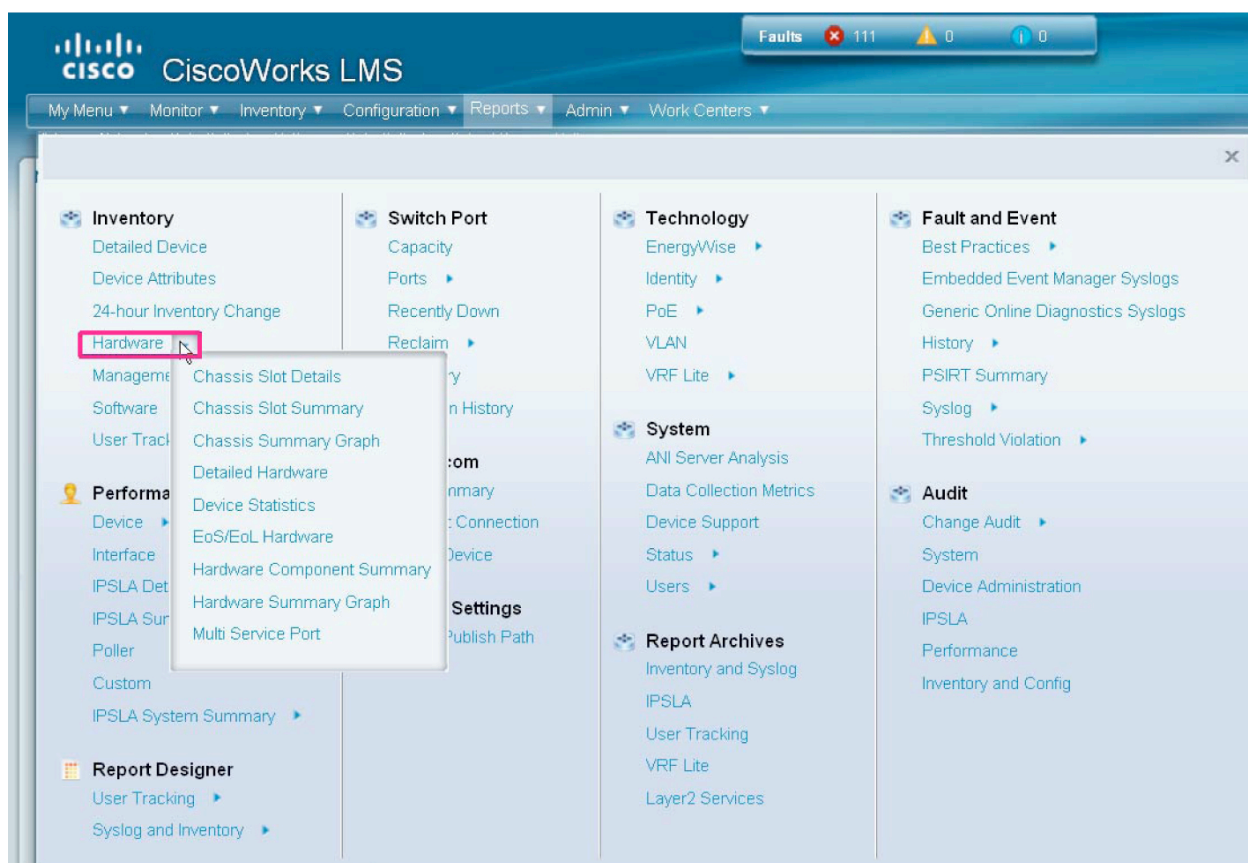 Faults 111 0 0
CISCO CiscoWorks LMS
My Menu Monitor Inventory Configuration Reports Admin Work Centers
Inventory
Detailed Device
Device Attributes
24-hour Inventory Change
Hardware
Manageme
Software
User Track
Chassis Slot Details
Chassis Slot Summary
Chassis Summary Graph
Detailed Hardware
Device Statistics
EoS/EoL Hardware
Hardware Component Summary
Hardware Summary Graph
Multi Service Port
Performa
Device
Interface
IPSLA Det
IPSLA Sur
Poller
Custom
IPSLA System Summary
Report Designer
User Tracking
Syslog and Inventory
Switch Port
Capacity
Ports
Recently Down
Reclaim
ry
n History
com
mmary
t Connection
Device
Settings
Publish Path
Technology
EnergyWise
Identity
PoE
VLAN
VRF Lite
System
ANI Server Analysis
Data Collection Metrics
Device Support
Status
Users
Report Archives
Inventory and Syslog
IPSLA
User Tracking
VRF Lite
Layer2 Services
Fault and Event
Best Practices
Embedded Event Manager Syslogs
Generic Online Diagnostics Syslogs
History
PSIRT Summary
Syslog
Threshold Violation
Audit
Change Audit
System
Device Administration
IPSLA
Performance
Inventory and Config